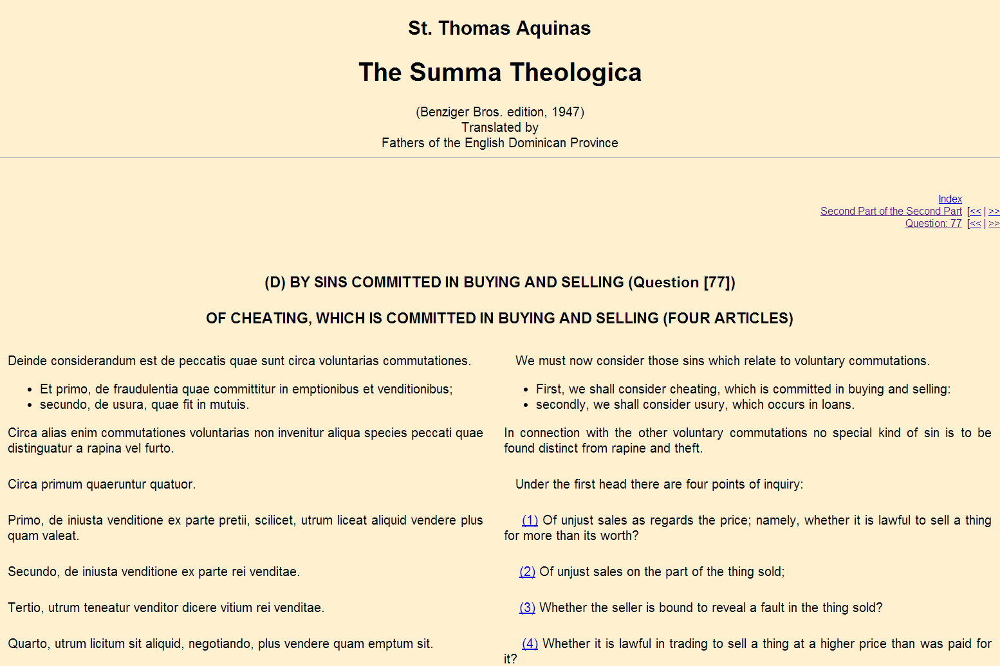 St. Thomas Aquinas
The Summa Theologica
(Benziger Bros. edition, 1947)
Translated by
Fathers of the English Dominican Province
Index
Second Part of the Second Part [<< | >>
Question: 77 [<< | >>
(D) BY SINS COMMITTED IN BUYING AND SELLING (Question [77])
OF CHEATING, WHICH IS COMMITTED IN BUYING AND SELLING (FOUR ARTICLES)
Deinde considerandum est de peccatis quae sunt circa voluntarias commutationes.
• Et primo, de fraudulentia quae committitur in emptionibus et venditionibus;
• secundo, de usura, quae fit in mutuis.
Circa alias enim commutationes voluntarias non invenitur aliqua species peccati quae
distinguatur a rapina vel furto.
Circa primum quaeruntur quatuor.
Primo, de iniusta venditione ex parte pretii, scilicet, utrum liceat aliquid vendere plus
quam valeat.
Secundo, de iniusta venditione ex parte rei venditae.
Tertio, utrum teneatur venditor dicere vitium rei venditae.
Quarto, utrum licitum sit aliquid, negotiando, plus vendere quam emptum sit.
We must now consider those sins which relate to voluntary commutations.
• First, we shall consider cheating, which is committed in buying and selling:
• secondly, we shall consider usury, which occurs in loans.
In connection with the other voluntary commutations no special kind of sin is to be
found distinct from rapine and theft.
Under the first head there are four points of inquiry:
(1) Of unjust sales as regards the price; namely, whether it is lawful to sell a thing
for more than its worth?
(2) Of unjust sales on the part of the thing sold;
(3) Whether the seller is bound to reveal a fault in the thing sold?
(4) Whether it is lawful in trading to sell a thing at a higher price than was paid for
it?